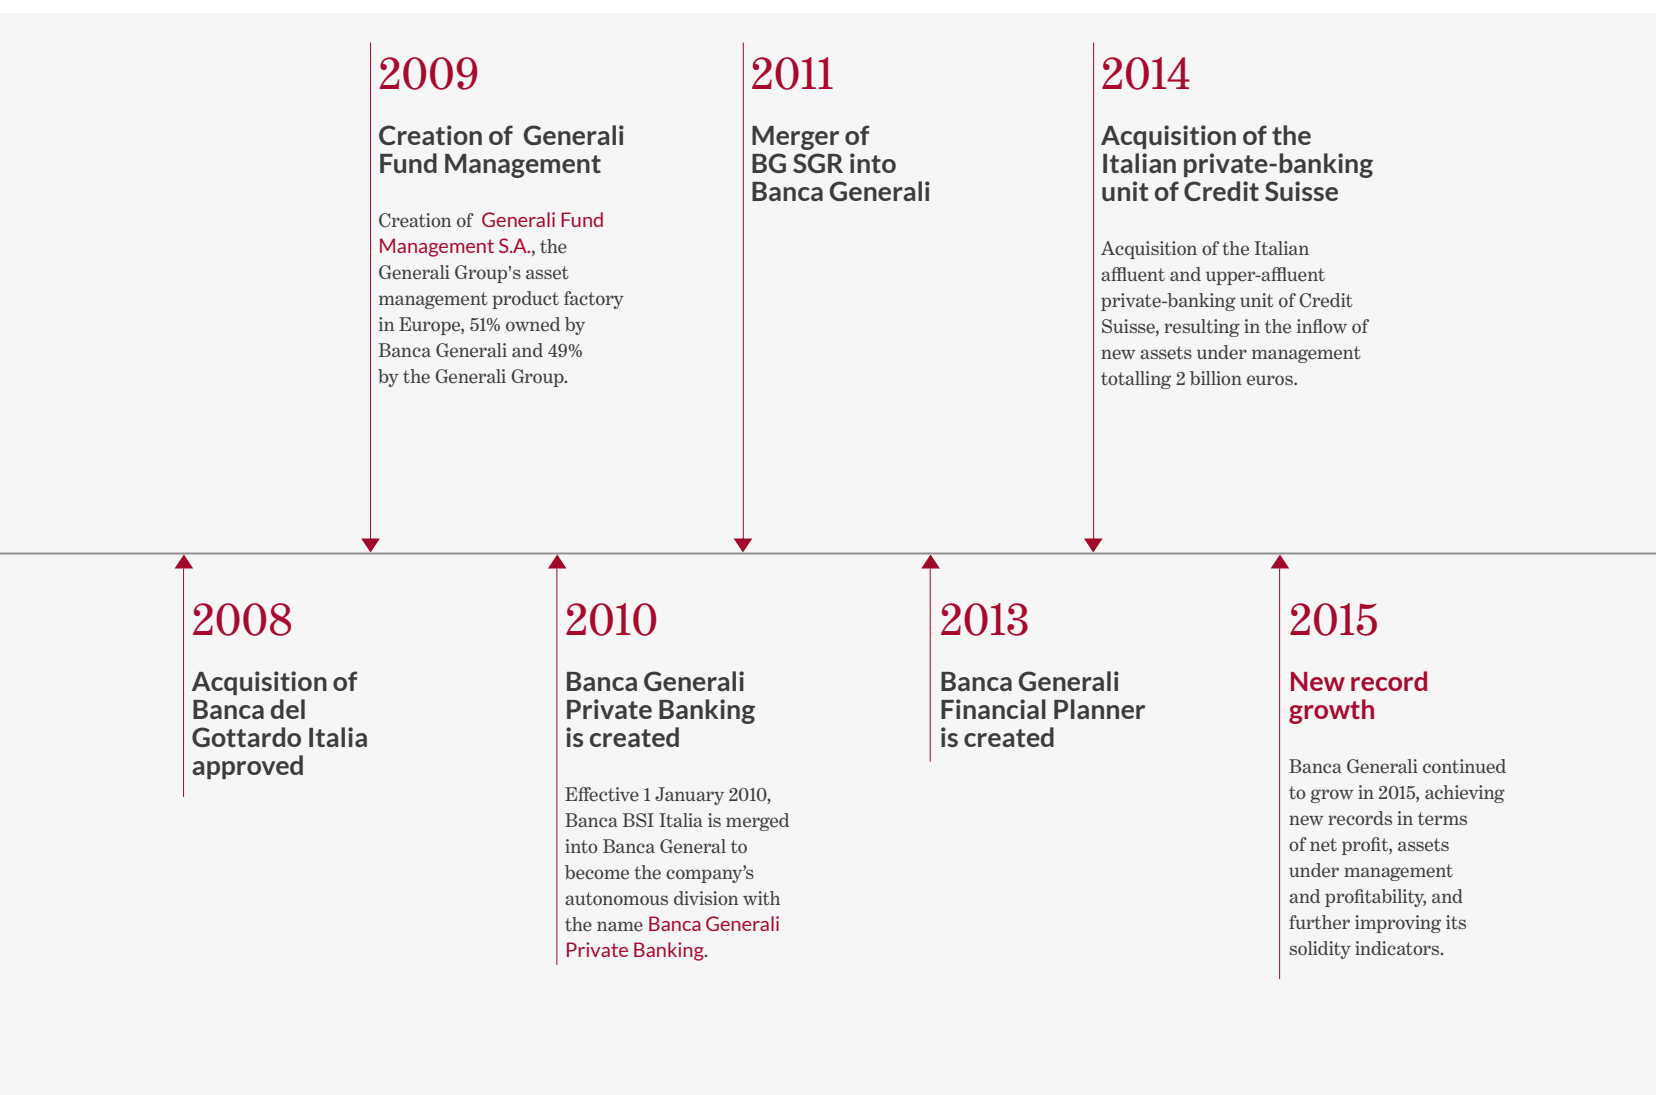 2009
Creation of Generali
Fund Management
Creation of Generali Fund
Management S.A., the
Generali Group's asset
management product factory
in Europe, 51% owned by
Banca Generali and 49%
by the Generali Group.
2011
Merger of
BG SGR into
Banca Generali
2014
Acquisition of the
Italian private-banking
unit of Credit Suisse
Acquisition of the Italian
affluent and upper-affluent
private-banking unit of Credit
Suisse, resulting in the inflow of
new assets under management
totalling 2 billion euros.
2008
Acquisition of
Banca del
Gottardo Italia
approved
2010
Banca Generali
Private Banking
is created
Effective 1 January 2010,
Banca BSI Italia is merged
into Banca General to
become the company’s
autonomous division with
the name Banca Generali
Private Banking.
2013
Banca Generali
Financial Planner
is created
2015
New record
growth
Banca Generali continued
to grow in 2015, achieving
new records in terms
of net profit, assets
under management
and profitability, and
further improving its
solidity indicators.